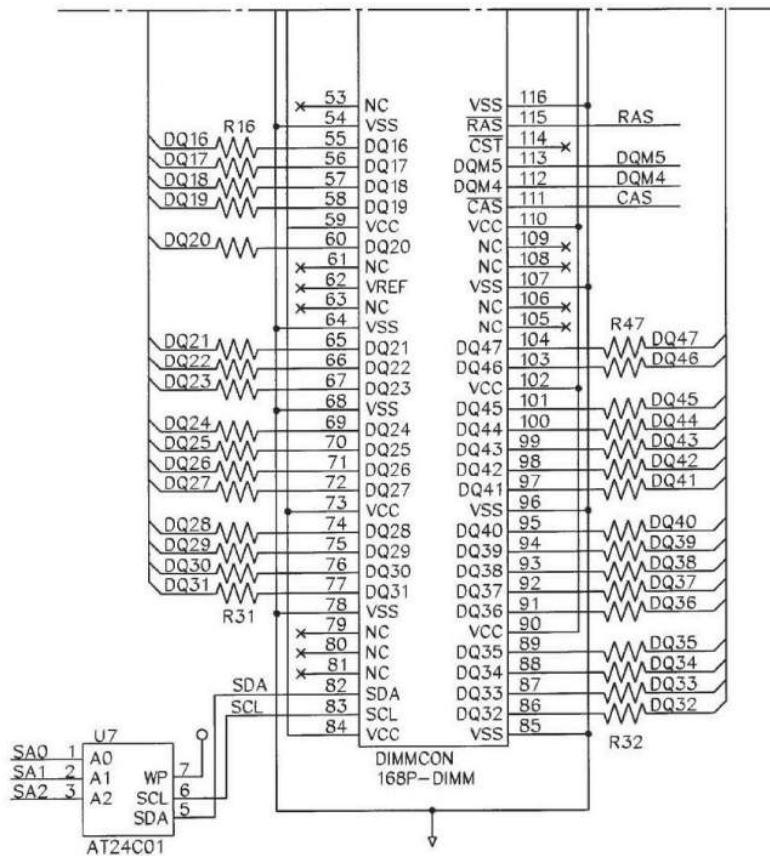 53 NC VSS 116
R16 54 VSS RAS 115 RAS
DQ16 55 DQ16 CST 114
DQ17 56 DQ17 DQM5 113 DQM5
DQ18 57 DQ18 DQM4 112 DQM4
DQ19 58 DQ19 CAS 111 CAS
59 VCC VCC 110
DQ20 60 DQ20 NC 109
61 NC NC 108
62 VREF VSS 107
63 NC NC 106
64 VSS NC 105 R47
DQ21 65 DQ21 DQ47 104 DQ47
DQ22 66 DQ22 DQ46 103 DQ46
DQ23 67 DQ23 VCC 102
68 VSS DQ45 101 DQ45
DQ24 69 DQ24 DQ44 100 DQ44
DQ25 70 DQ25 DQ43 99 DQ43
DQ26 71 DQ26 DQ42 98 DQ42
DQ27 72 DQ27 DQ41 97 DQ41
73 VCC VSS 96
DQ28 74 DQ28 DQ40 95 DQ40
DQ29 75 DQ29 DQ39 94 DQ39
DQ30 76 DQ30 DQ38 93 DQ38
DQ31 77 DQ31 DQ37 92 DQ37
R31 78 VSS DQ36 91 DQ36
79 NC VCC 90
80 NC DQ35 89 DQ35
81 NC DQ34 88 DQ34
SDA 82 SDA DQ33 87 DQ33
SCL 83 SCL DQ32 86 DQ32
84 VCC VSS 85
R32
DIMMCON
168P-DIMM
U7
SA0 1 A0
SA1 2 A1 WP 7
SA2 3 A2 SCL 6
SDA 5
AT24C01